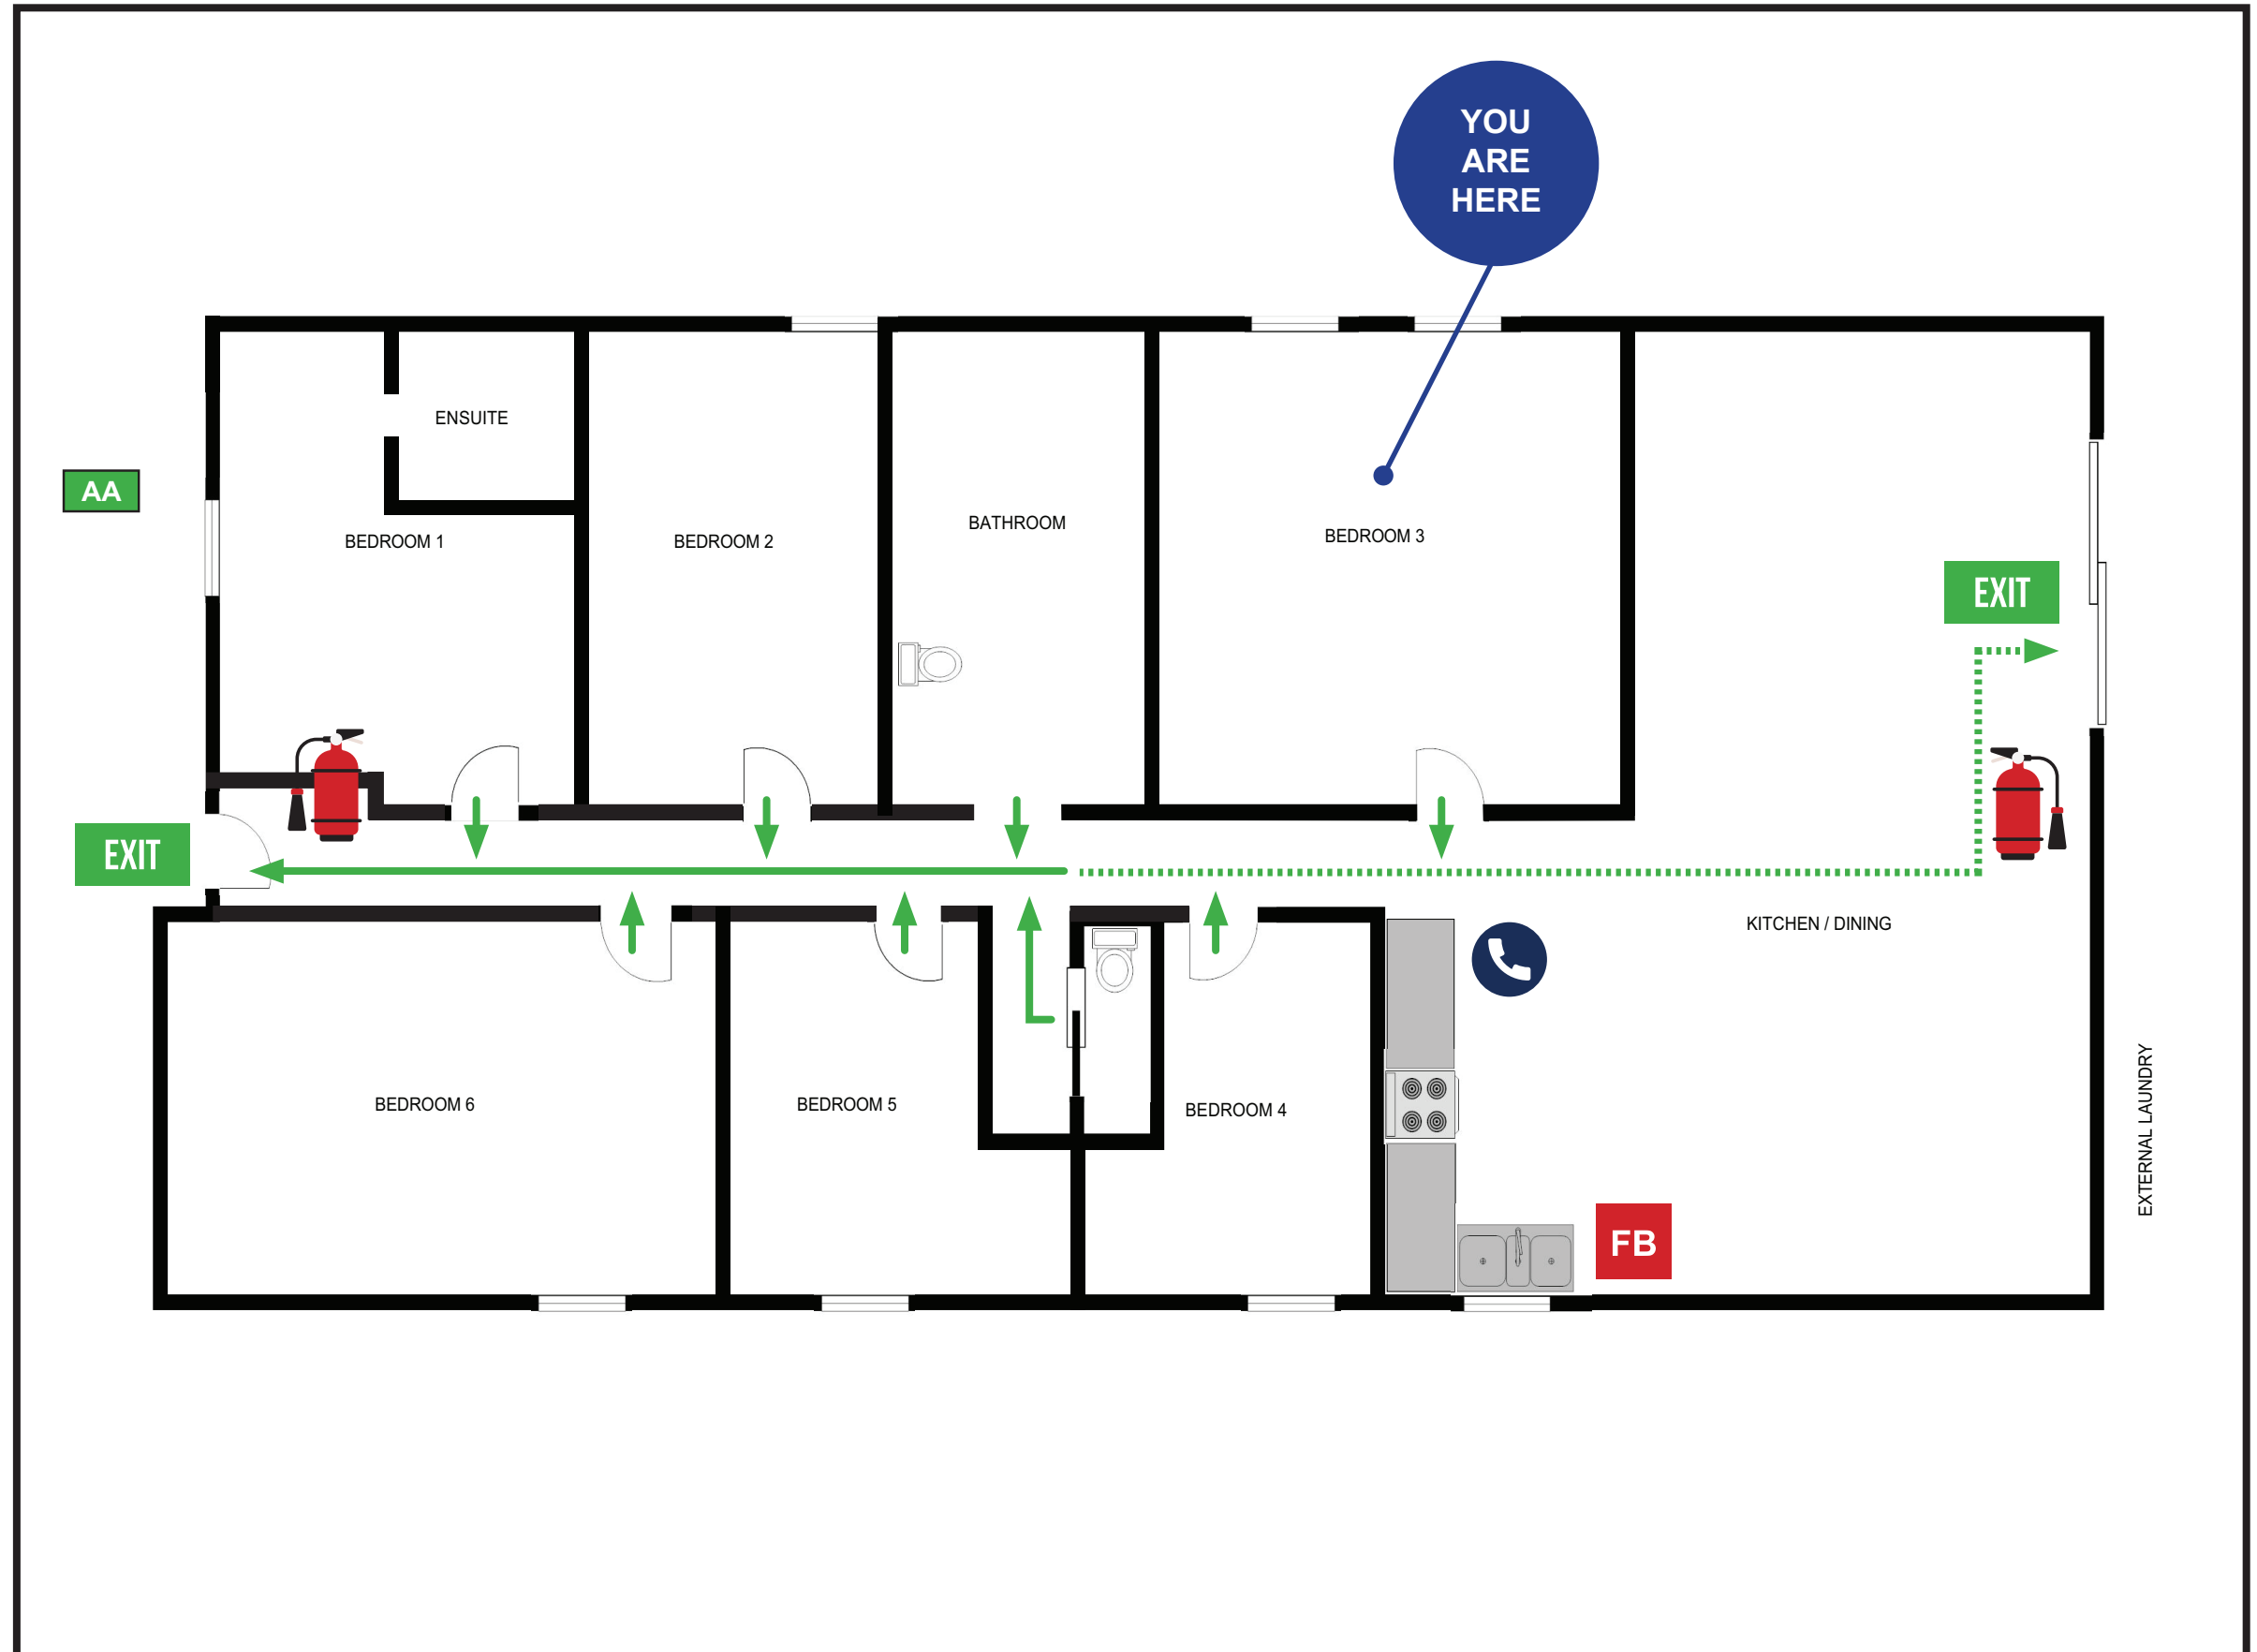 YOU
ARE
HERE
ENSUITE
AA
BEDROOM 1
BEDROOM 2
BATHROOM
BEDROOM 3
EXIT
EXIT
KITCHEN / DINING
BEDROOM 6
BEDROOM 5
BEDROOM 4
EXTERNAL LAUNDRY
FB